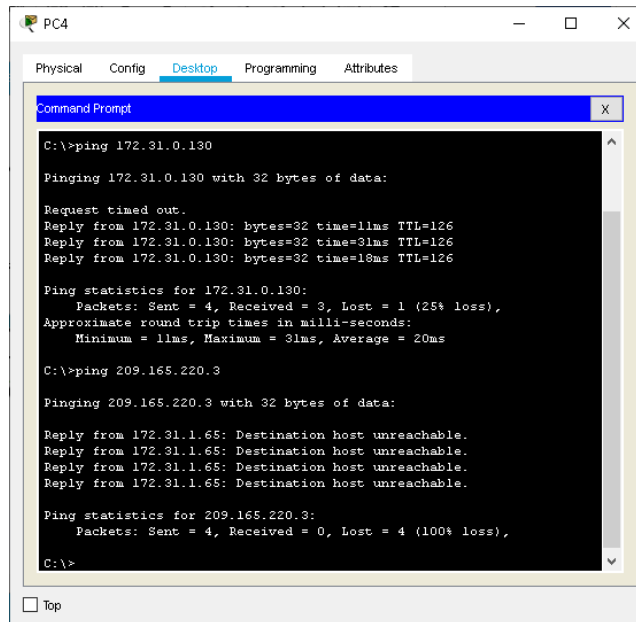 PC4
Physical Config Desktop Programming Attributes
Command Prompt
X
C:\>ping 172.31.0.130
Pinging 172.31.0.130 with 32 bytes of data:
Request timed out.
Reply from 172.31.0.130: bytes=32 time=11ms TTL=126
Reply from 172.31.0.130: bytes=32 time=31ms TTL=126
Reply from 172.31.0.130: bytes=32 time=18ms TTL=126
Ping statistics for 172.31.0.130:
Packets: Sent = 4, Received = 3, Lost = 1 (25% loss),
Approximate round trip times in milli-seconds:
Minimum = 11ms, Maximum = 31ms, Average = 20ms
C:\>ping 209.165.220.3
Pinging 209.165.220.3 with 32 bytes of data:
Reply from 172.31.1.65: Destination host unreachable.
Reply from 172.31.1.65: Destination host unreachable.
Reply from 172.31.1.65: Destination host unreachable.
Reply from 172.31.1.65: Destination host unreachable.
Ping statistics for 209.165.220.3:
Packets: Sent = 4, Received = 0, Lost = 4 (100% loss),
C:\>
Top